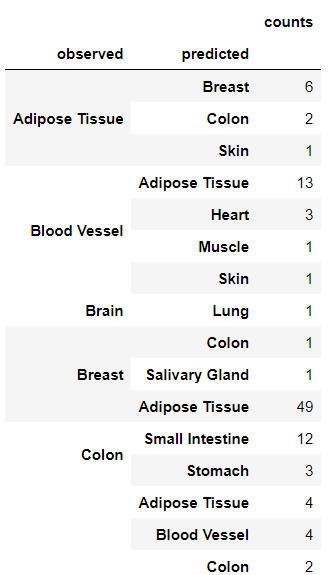 counts
observed predicted
Adipose Tissue Breast 6
Colon 2
Skin 1
Blood Vessel Adipose Tissue 13
Heart 3
Muscle 1
Skin 1
Brain Lung 1
Breast Colon 1
Salivary Gland 1
Adipose Tissue 49
Colon Small Intestine 12
Stomach 3
Adipose Tissue 4
Blood Vessel 4
Colon 2